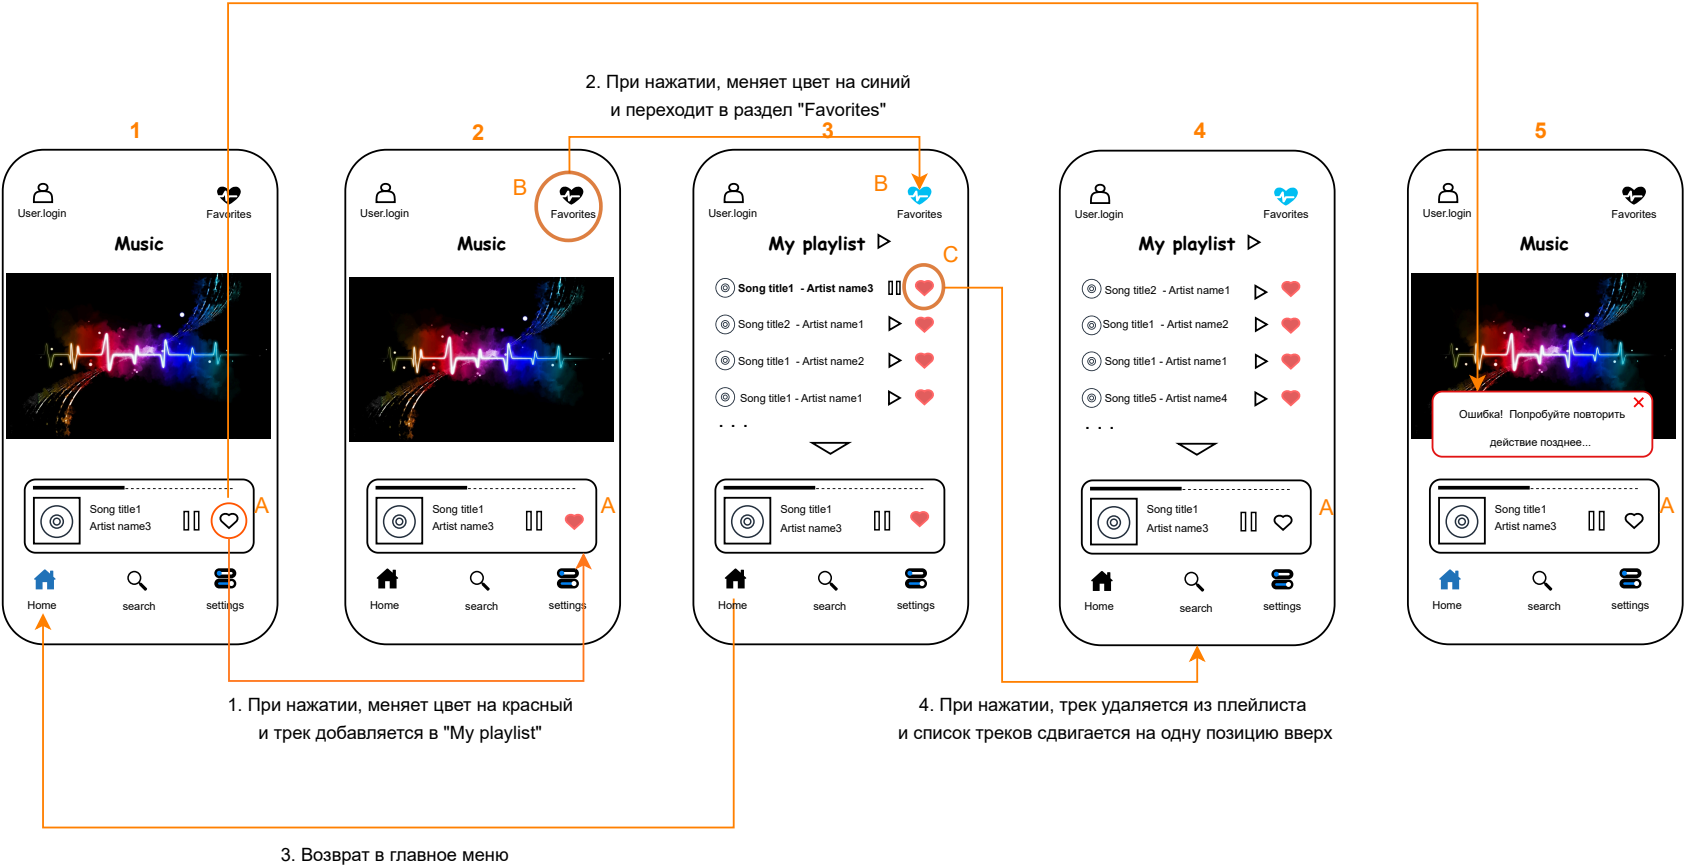 2. При нажатии, меняет цвет на синий
и переходит в раздел "Favorites"
1
User.login
Favorites
Music
Song title1
Artist name3
A
Home
search
settings
2
User.login
B
Favorites
Music
Song title1
Artist name3
A
Home
search
settings
3
User.login
B
Favorites
My playlist
C
Song title1 - Artist name3
Song title2 - Artist name1
Song title1 - Artist name2
Song title1 - Artist name1
. . .
Song title1
Artist name3
Home
search
settings
4
User.login
Favorites
My playlist
Song title2 - Artist name1
Song title1 - Artist name2
Song title1 - Artist name1
Song title5 - Artist name4
. . .
Song title1
Artist name3
A
Home
search
settings
5
User.login
Favorites
Music
Ошибка! Попробуйте повторить
действие позднее...
Song title1
Artist name3
A
Home
search
settings
1. При нажатии, меняет цвет на красный
и трек добавляется в "My playlist"
4. При нажатии, трек удаляется из плейлиста
и список треков сдвигается на одну позицию вверх
3. Возврат в главное меню